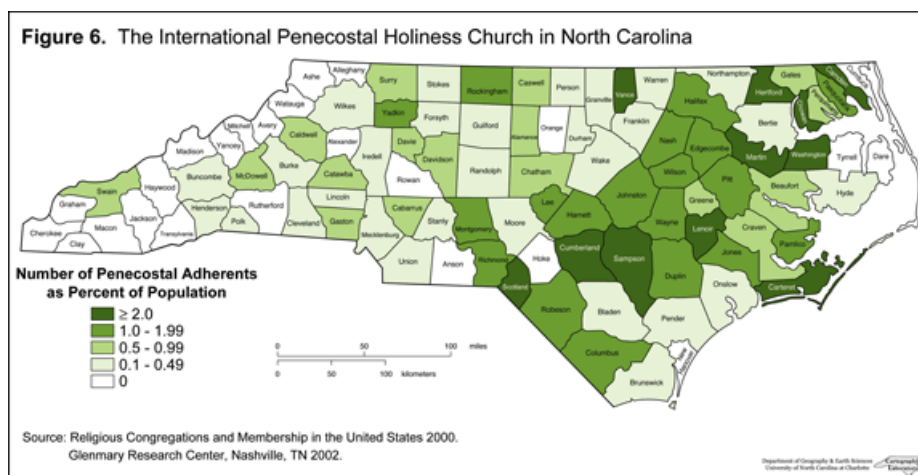 Figure 6. The International Penecostal Holiness Church in North Carolina
Ashe
Alleghany
Surry
Stokes
Rockingham
Caswell
Person
Granville
Vance
Warren
Northampton
Hertford
Gates
Camden
Currituck
Pasquotank
Watauga
Wilkes
Yadkin
Forsyth
Guilford
Alamance
Orange
Durham
Franklin
Halifax
Bertie
Mitchell
Avery
Caldwell
Alexander
Iredell
Davie
Davidson
Randolph
Chatham
Wake
Nash
Edgecombe
Martin
Washington
Tyrrell
Dare
Madison
Yancey
Burke
Catawba
Rowan
Wilson
Pitt
Beaufort
Hyde
Swain
Haywood
Buncombe
McDowell
Lincoln
Johnston
Greene
Graham
Jackson
Henderson
Polk
Rutherford
Cleveland
Gaston
Mecklenburg
Cabarrus
Stanly
Montgomery
Moore
Lee
Harnett
Wayne
Lenoir
Craven
Pamlico
Cherokee
Clay
Macon
Transylvania
Union
Anson
Richmond
Hoke
Scotland
Cumberland
Sampson
Duplin
Jones
Onslow
Carteret
Robeson
Bladen
Pender
Columbus
Brunswick
New Hanover
Number of Penecostal Adherents
as Percent of Population
≥ 2.0
1.0 - 1.99
0.5 - 0.99
0.1 - 0.49
0
0 50 100 miles
0 50 100 kilometers
Source: Religious Congregations and Membership in the United States 2000.
Glenmary Research Center, Nashville, TN 2002.
Department of Geography & Earth Sciences
University of North Carolina at Charlotte
Cartography
Laboratory